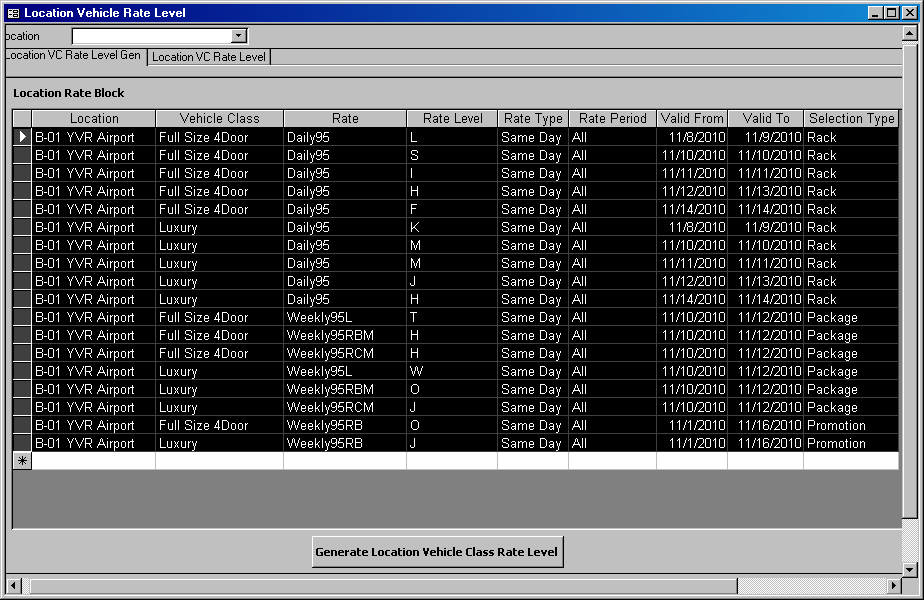 Location Vehicle Rate Level
ocation
Location VC Rate Level Gen Location VC Rate Level
Location Rate Block
Location Vehicle Class Rate Rate Level Rate Type Rate Period Valid From Valid To Selection Type
B-01 YVR Airport Full Size 4Door Daily95 L Same Day All 11/8/2010 11/9/2010 Rack
B-01 YVR Airport Full Size 4Door Daily95 S Same Day All 11/10/2010 11/10/2010 Rack
B-01 YVR Airport Full Size 4Door Daily95 I Same Day All 11/11/2010 11/11/2010 Rack
B-01 YVR Airport Full Size 4Door Daily95 H Same Day All 11/12/2010 11/13/2010 Rack
B-01 YVR Airport Full Size 4Door Daily95 F Same Day All 11/14/2010 11/14/2010 Rack
B-01 YVR Airport Luxury Daily95 K Same Day All 11/8/2010 11/9/2010 Rack
B-01 YVR Airport Luxury Daily95 M Same Day All 11/10/2010 11/10/2010 Rack
B-01 YVR Airport Luxury Daily95 M Same Day All 11/11/2010 11/11/2010 Rack
B-01 YVR Airport Luxury Daily95 J Same Day All 11/12/2010 11/13/2010 Rack
B-01 YVR Airport Luxury Daily95 H Same Day All 11/14/2010 11/14/2010 Rack
B-01 YVR Airport Full Size 4Door Weekly95L T Same Day All 11/10/2010 11/12/2010 Package
B-01 YVR Airport Full Size 4Door Weekly95RBM H Same Day All 11/10/2010 11/12/2010 Package
B-01 YVR Airport Full Size 4Door Weekly95RCM H Same Day All 11/10/2010 11/12/2010 Package
B-01 YVR Airport Luxury Weekly95L W Same Day All 11/10/2010 11/12/2010 Package
B-01 YVR Airport Luxury Weekly95RBM O Same Day All 11/10/2010 11/12/2010 Package
B-01 YVR Airport Luxury Weekly95RCM J Same Day All 11/10/2010 11/12/2010 Package
B-01 YVR Airport Full Size 4Door Weekly95RB O Same Day All 11/1/2010 11/16/2010 Promotion
B-01 YVR Airport Luxury Weekly95RB J Same Day All 11/1/2010 11/16/2010 Promotion
Generate Location Vehicle Class Rate Level